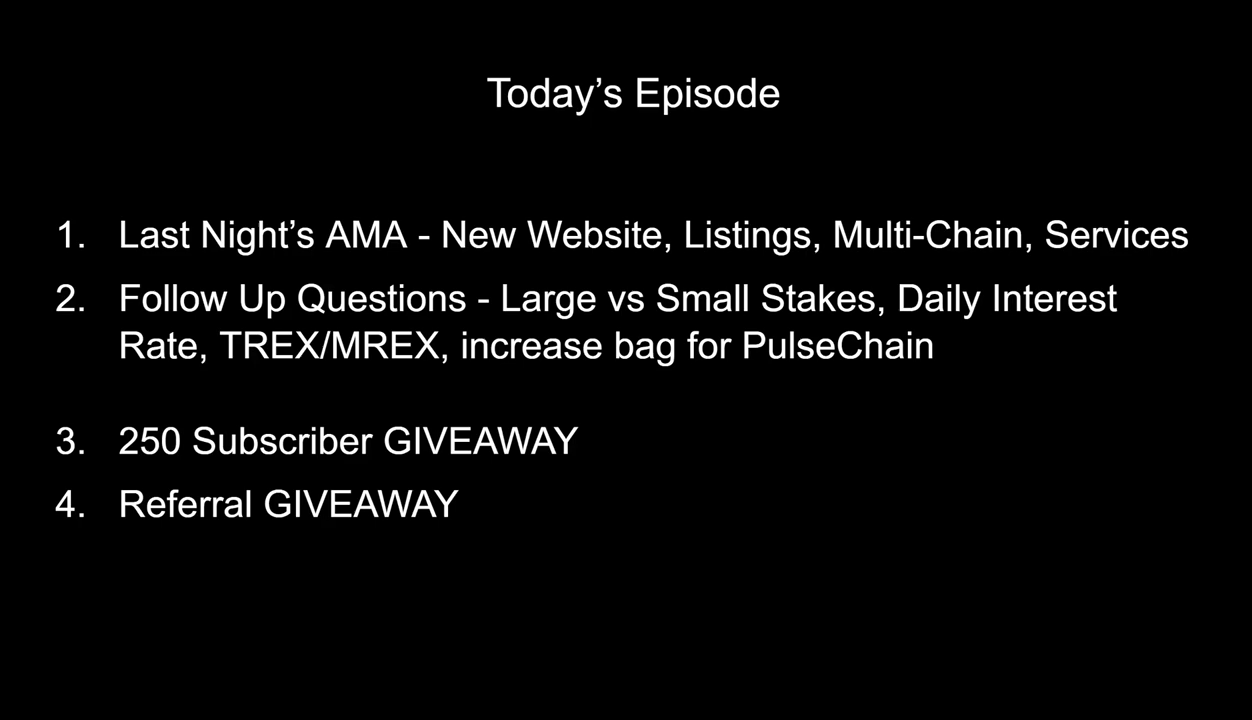 Today’s Episode
1. Last Night’s AMA - New Website, Listings, Multi-Chain, Services
2. Follow Up Questions - Large vs Small Stakes, Daily Interest
Rate, TREX/MREX, increase bag for PulseChain
3. 250 Subscriber GIVEAWAY
4. Referral GIVEAWAY